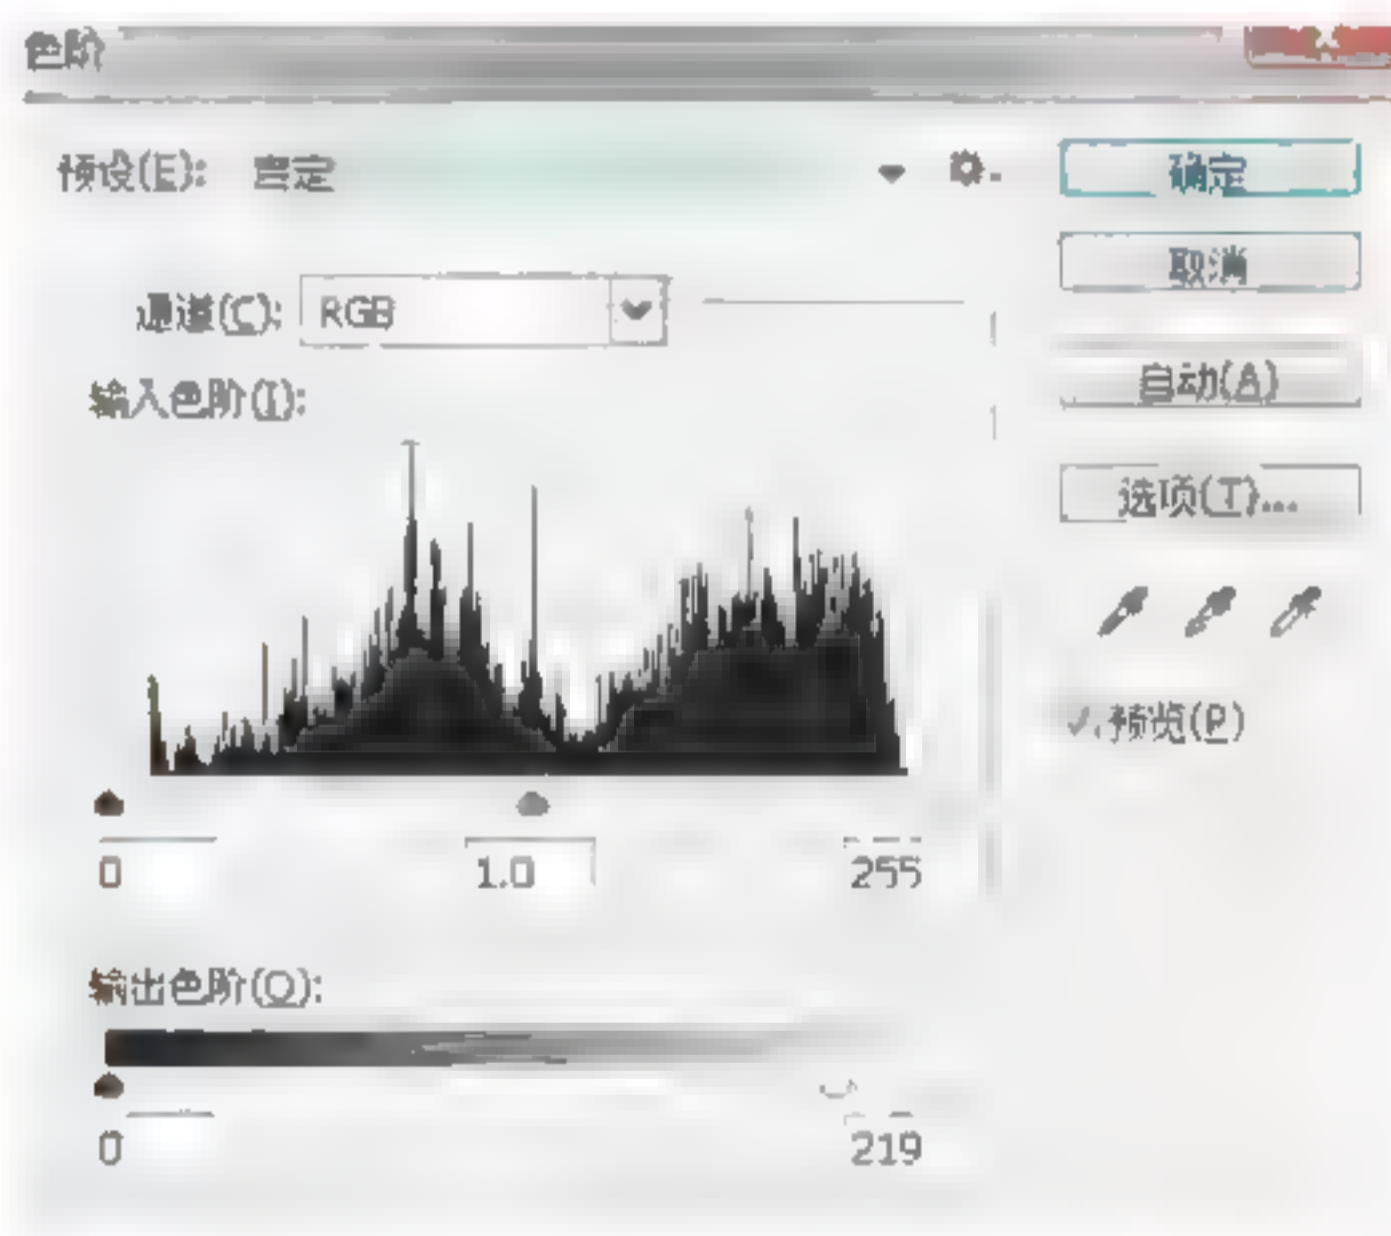 色阶
预设(E):
确定
取消
通道(C): RGB
自动(A)
输入色阶(I):
选项(T)...
预览(P)
0 1.0 255
输出色阶(O):
0 219